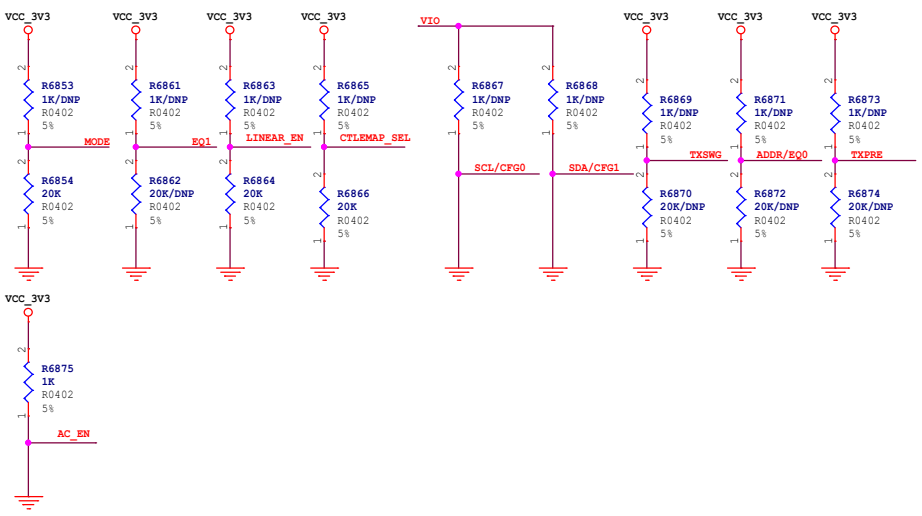 VCC_3V3 VCC_3V3 VCC_3V3 VCC_3V3 VIO VCC_3V3 VCC_3V3 VCC_3V3
2 2 2 2 2 2 2 2 2
R6853 R6861 R6863 R6865 R6867 R6868 R6869 R6871 R6873
1K/DNP 1K/DNP 1K/DNP 1K/DNP 1K/DNP 1K/DNP 1K/DNP 1K/DNP 1K/DNP
R0402 R0402 R0402 R0402 R0402 R0402 R0402 R0402 R0402
5% 5% 5% 5% 5% 5% 5% 5% 5%
1 1 1 1 1 1 1 1 1
MODE EQ1 LINEAR_EN CTLEMAP_SEL SCL/CFG0 SDA/CFG1 TXSWG ADDR/EQ0 TXPRE
2 2 2 2 2 2 2
R6854 R6862 R6864 R6866 R6870 R6872 R6874
20K 20K/DNP 20K 20K 20K/DNP 20K/DNP 20K/DNP
R0402 R0402 R0402 R0402 R0402 R0402 R0402
5% 5% 5% 5% 5% 5% 5%
1 1 1 1 1 1 1
VCC_3V3
2
R6875
1K
R0402
5%
1
AC_EN